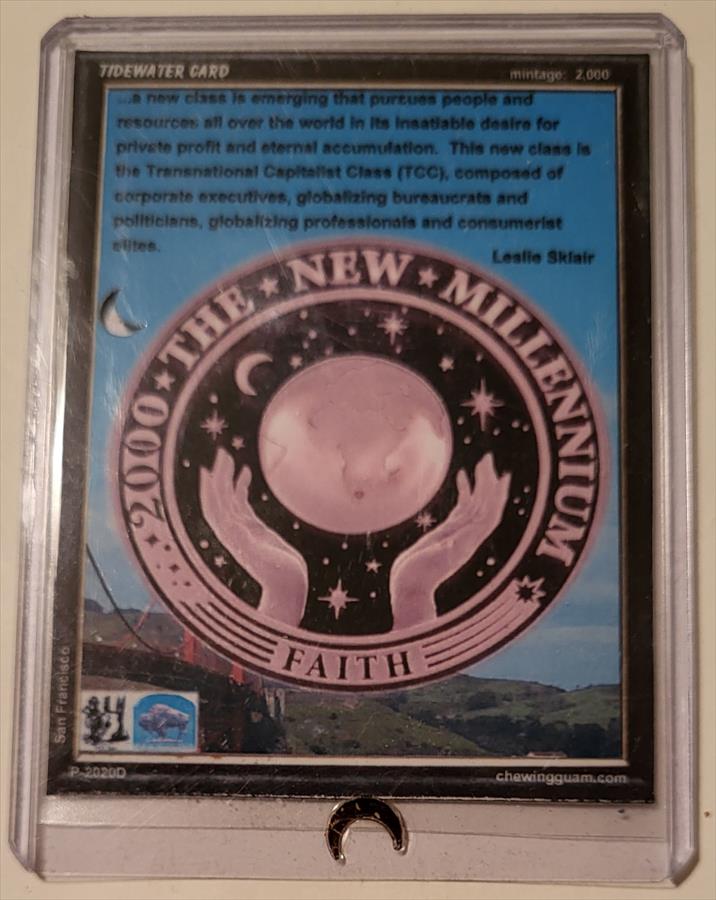 TIDEWATER CARD
mintage: 2,000
...a new class is emerging that pursues people and
resources all over the world in its insatiable desire for
private profit and eternal accumulation. This new class is
the Transnational Capitalist Class (TCC), composed of
corporate executives, globalizing bureaucrats and
politicians, globalizing professionals and consumerist
elites.
Leslie Sklair
2000 ★ THE ★ NEW ★ MILLENNIUM
FAITH
San Francisco
P-2020D
chewingguam.com